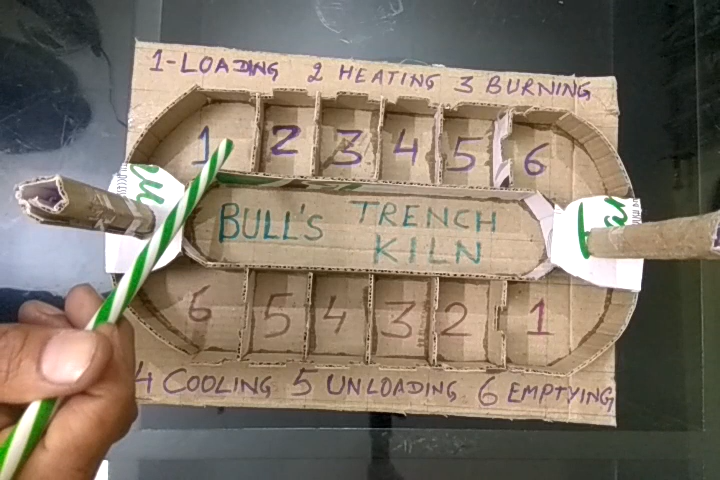 1-LOADING 2 HEATING 3 BURNING
1 2 3 4 5 6
BULL'S TRENCH
KILN
6 5 4 3 2 1
4 COOLING 5 UNLOADING 6 EMPTYING